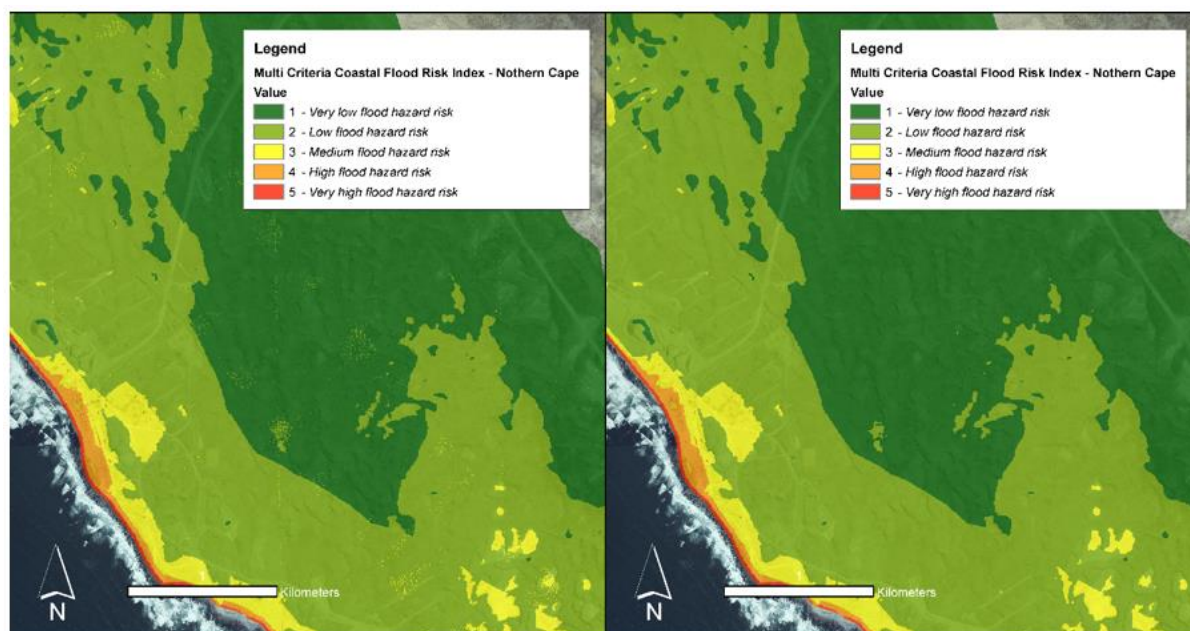 Legend
Multi Criteria Coastal Flood Risk Index - Nothern Cape
Value
1 - Very low flood hazard risk
2 - Low flood hazard risk
3 - Medium flood hazard risk
4 - High flood hazard risk
5 - Very high flood hazard risk
N
Kilometers
Legend
Multi Criteria Coastal Flood Risk Index - Nothern Cape
Value
1 - Very low flood hazard risk
2 - Low flood hazard risk
3 - Medium flood hazard risk
4 - High flood hazard risk
5 - Very high flood hazard risk
N
Kilometers